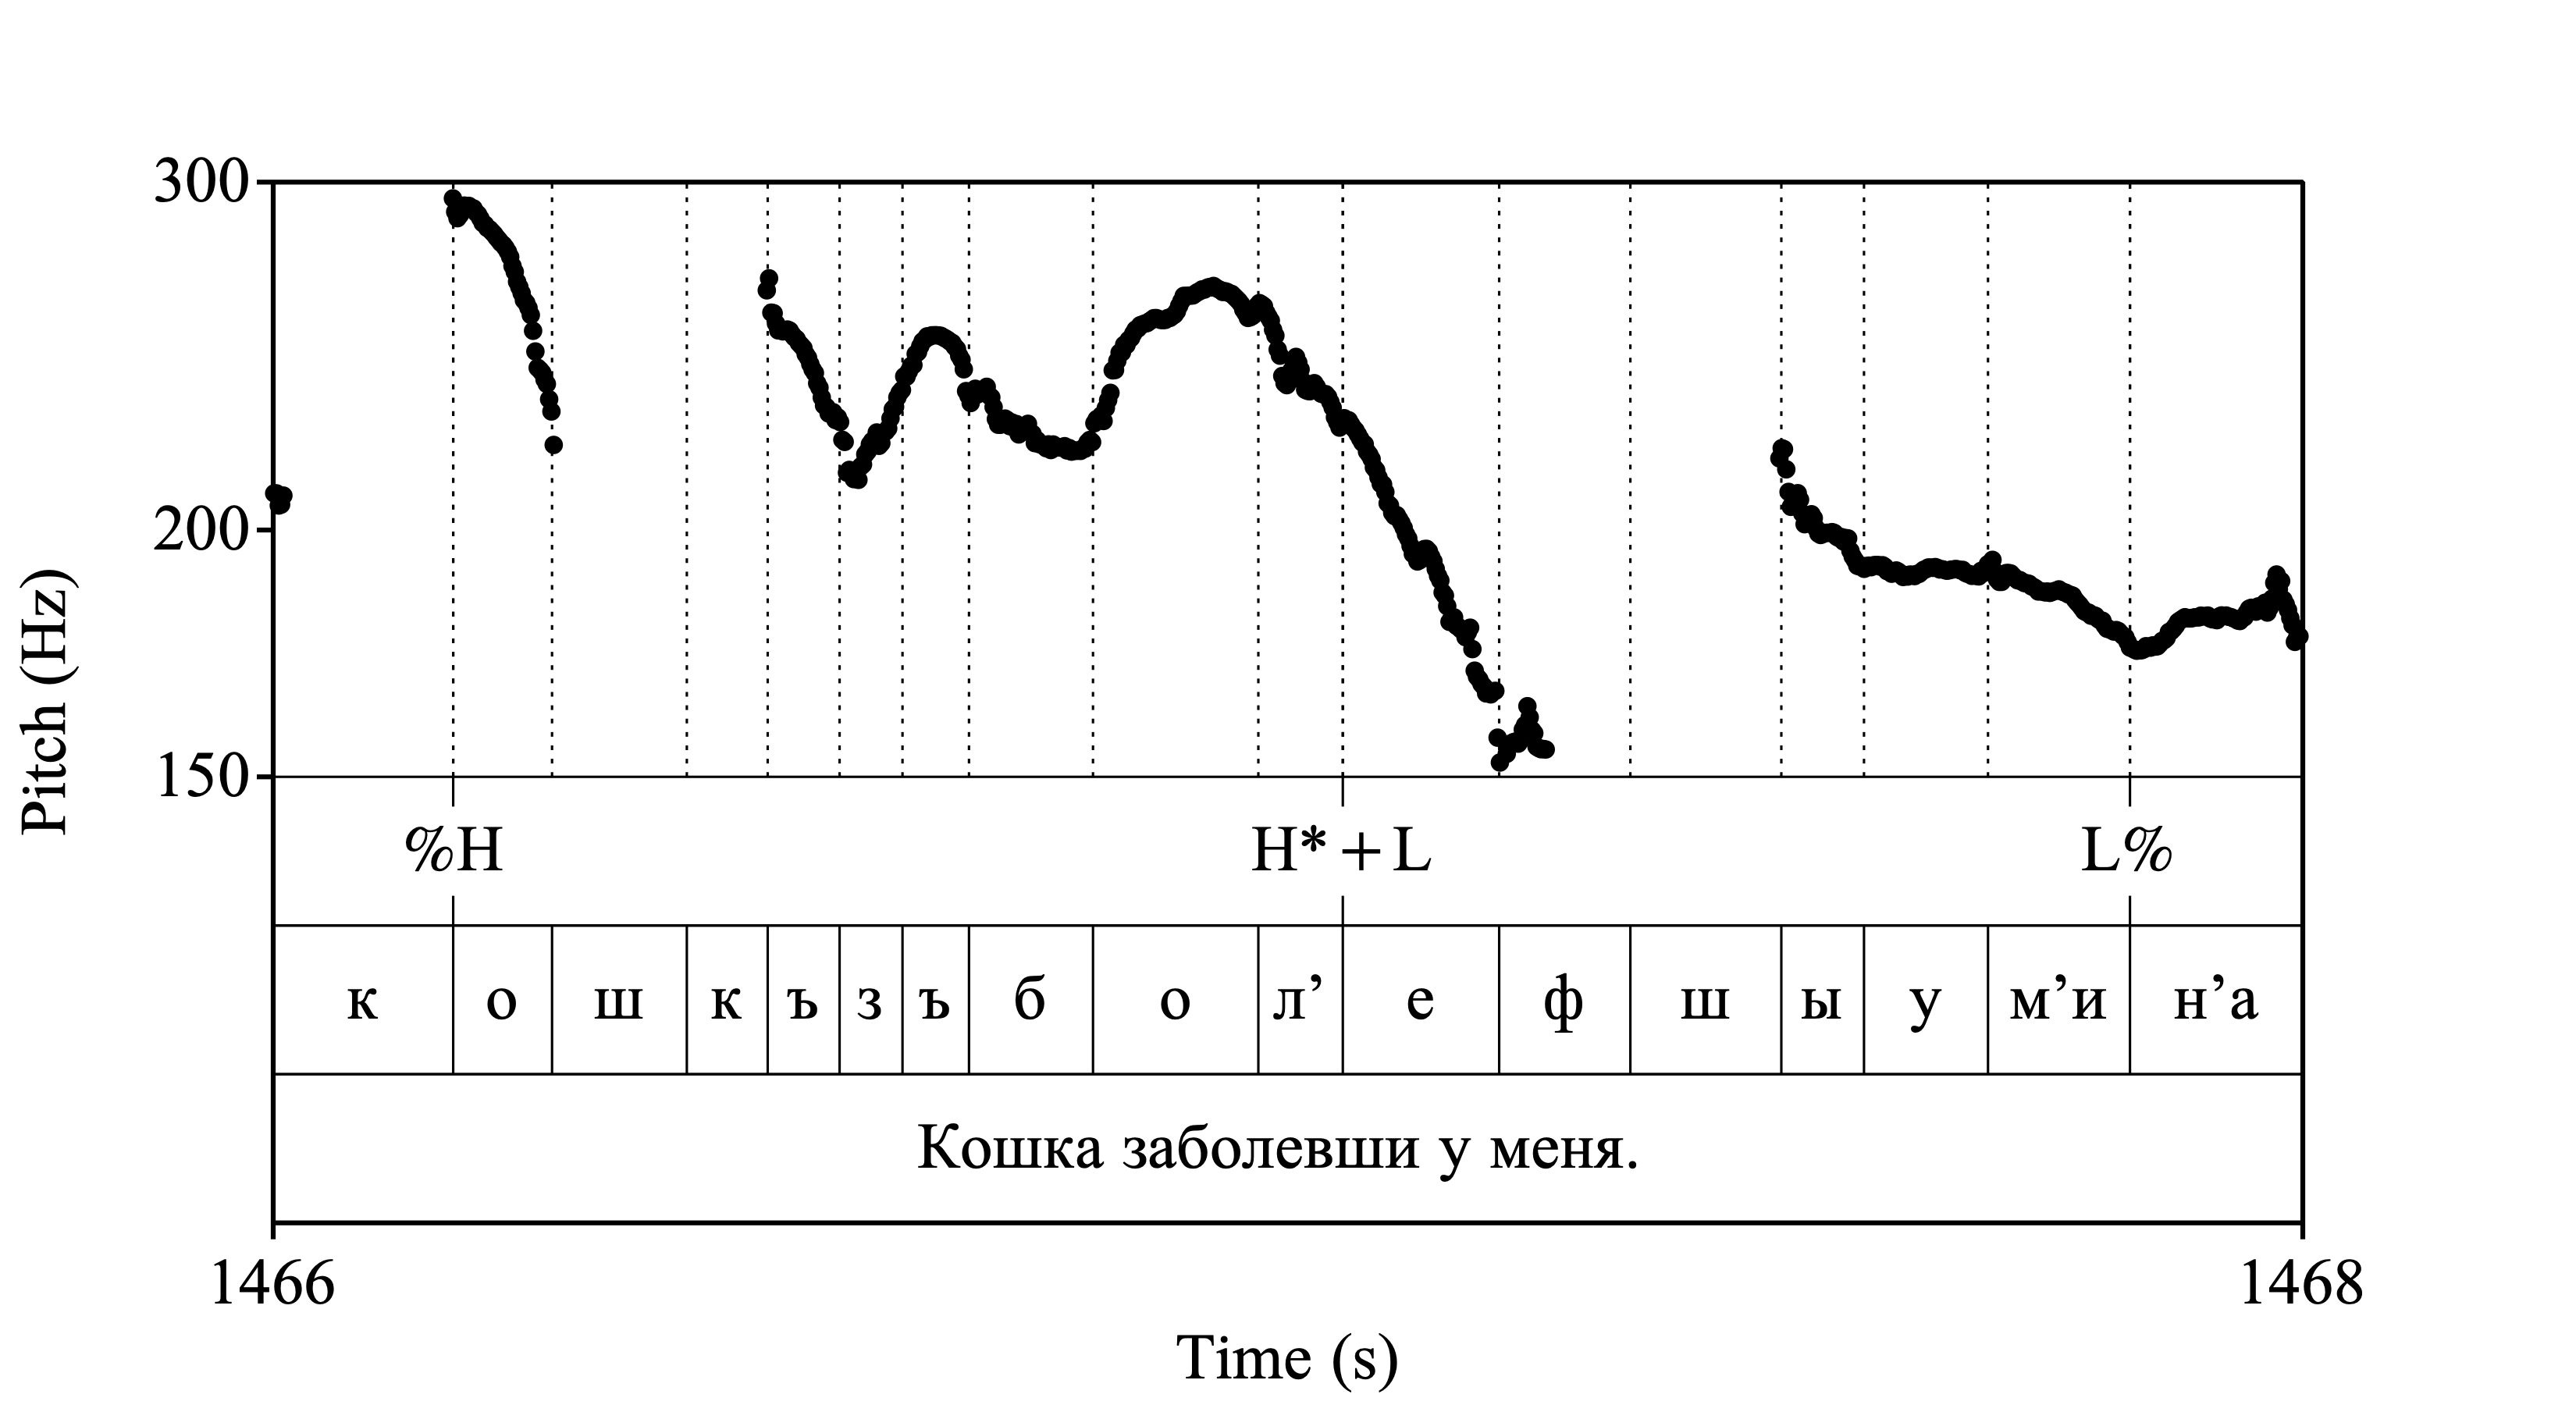 300
200
150
Pitch (Hz)
%H H*+L L%
к о ш к ъ з ъ б о л’ е ф ш ы у м’и н’а
Кошка заболевши у меня.
1466 1468
Time (s)